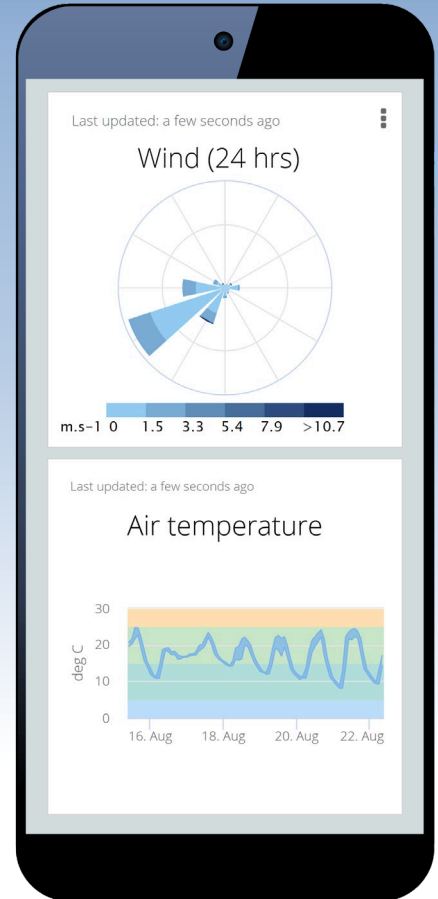 Last updated: a few seconds ago
Wind (24 hrs)
m.s-1 0 1.5 3.3 5.4 7.9 >10.7
Last updated: a few seconds ago
Air temperature
deg C
30
20
10
0
16. Aug 18. Aug 20. Aug 22. Aug